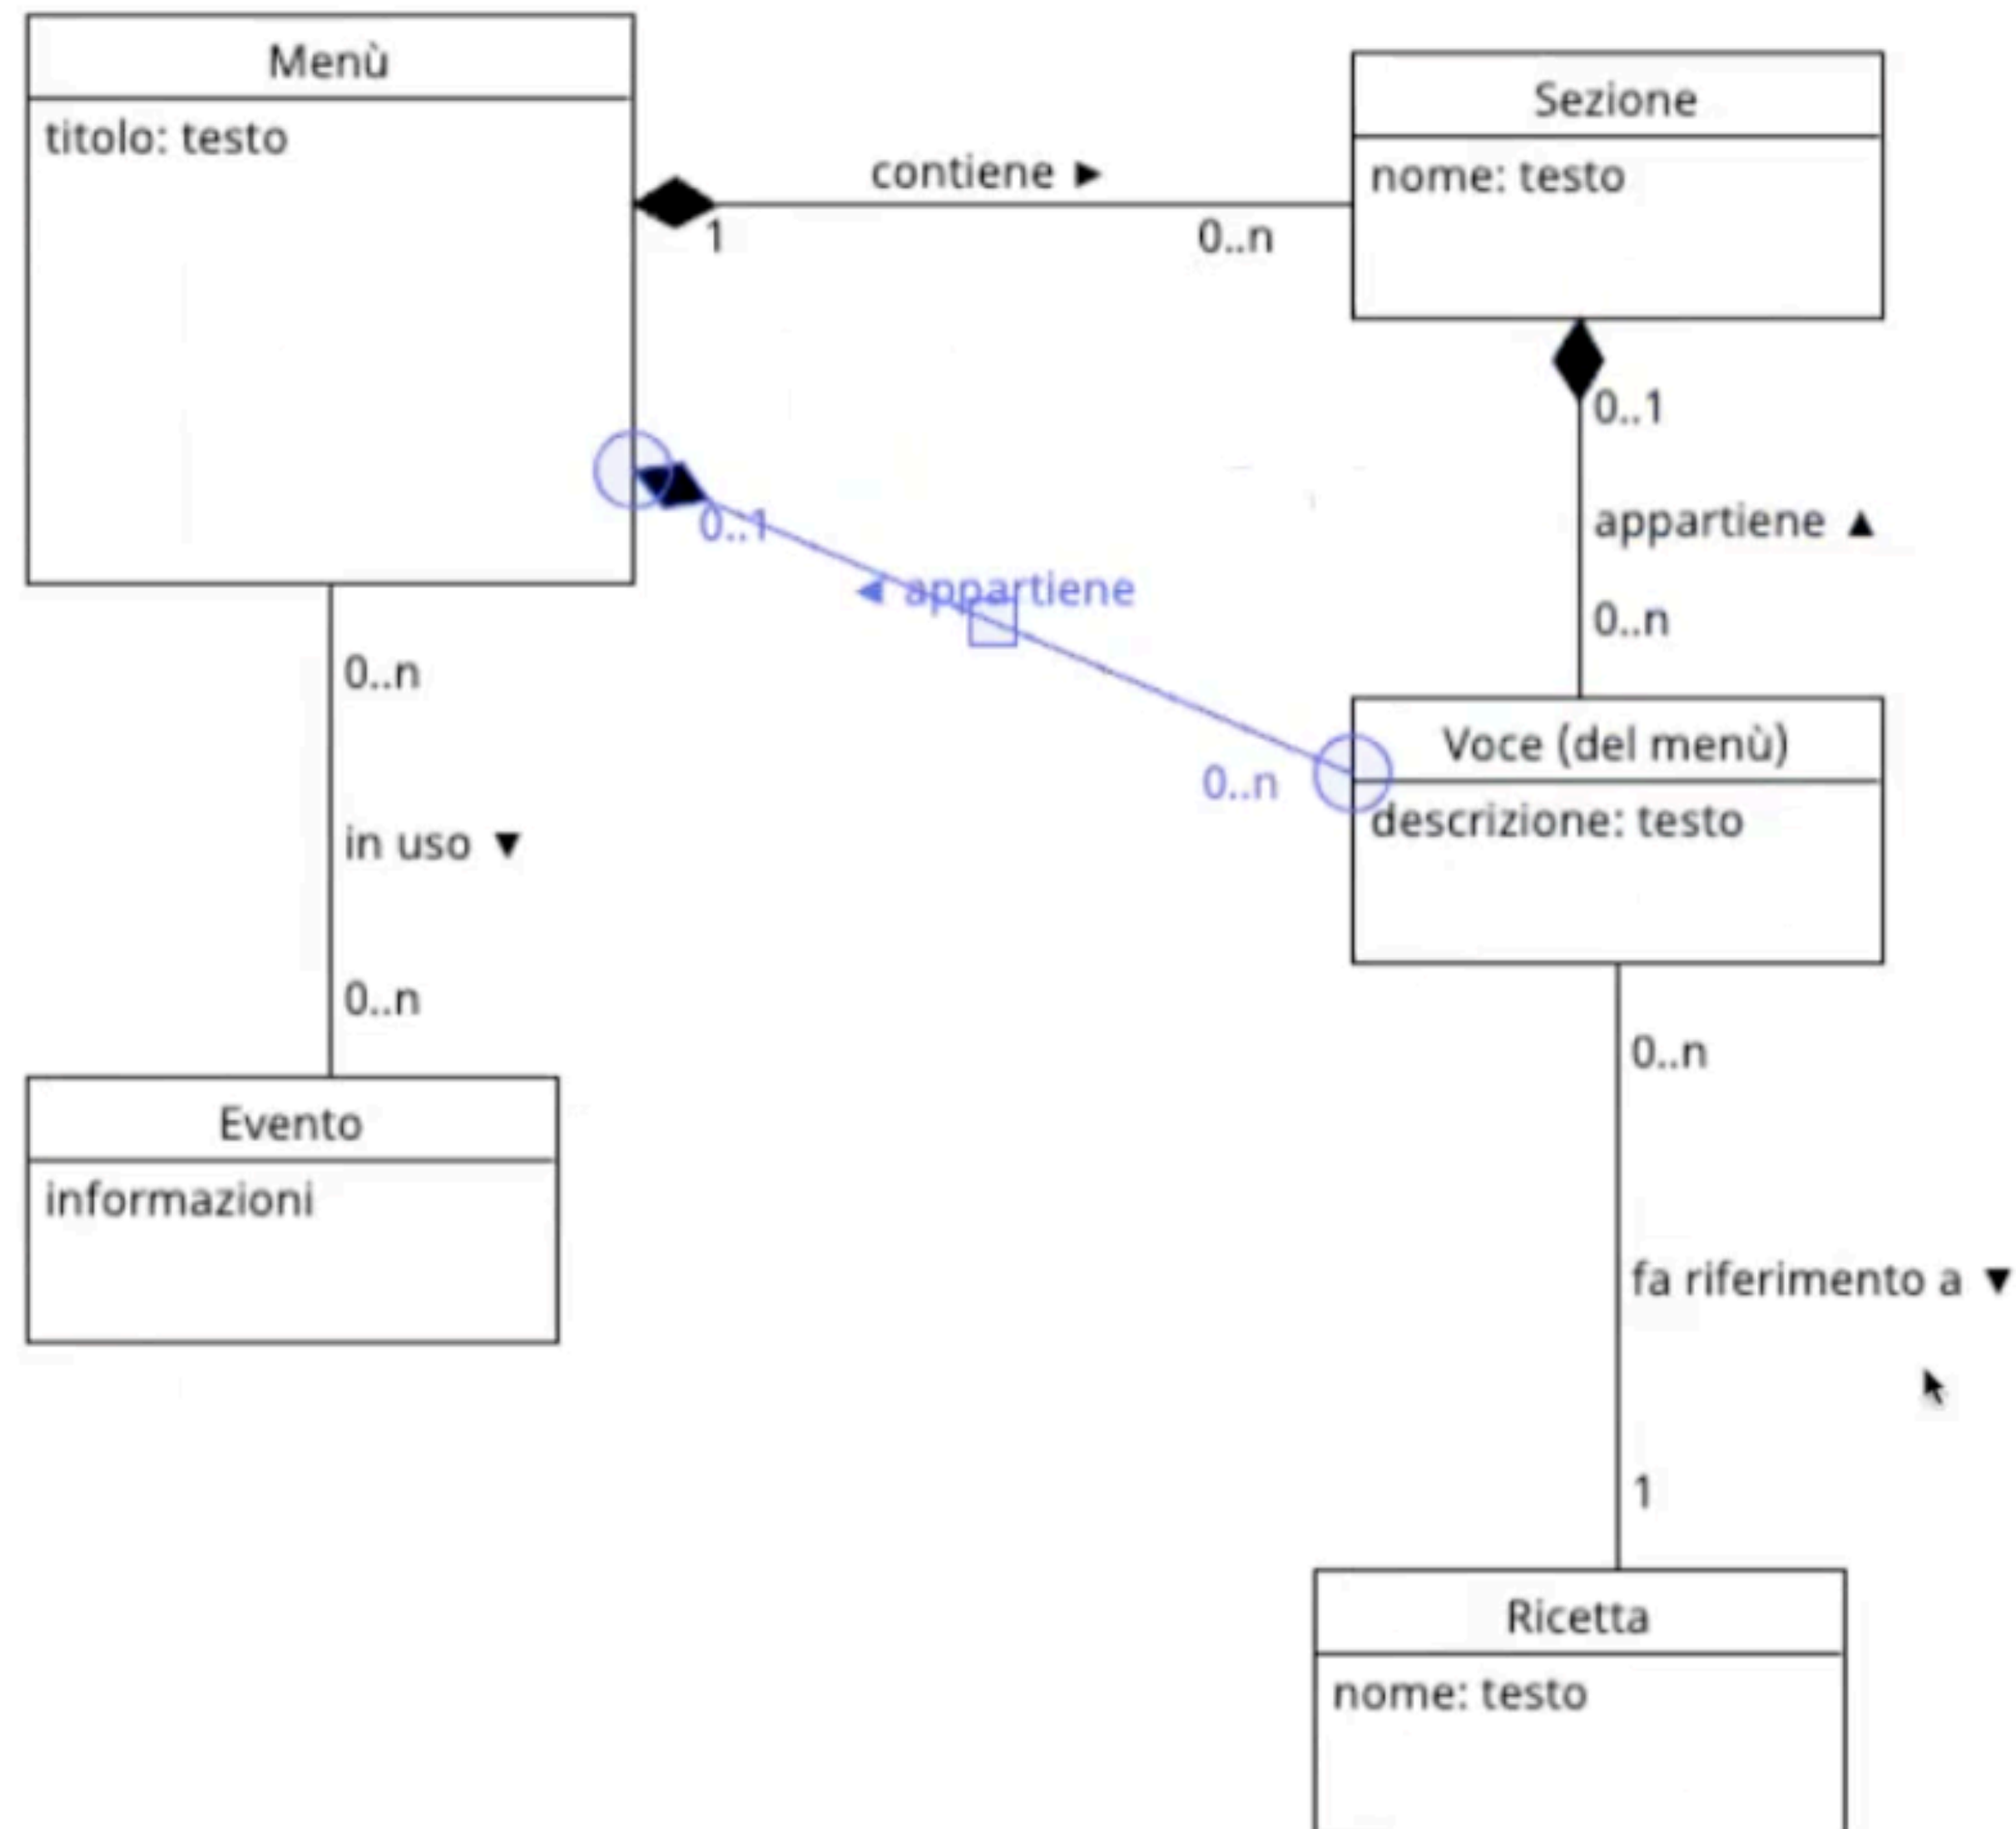 Menù
titolo: testo
contiene ►
1
0..n
Sezione
nome: testo
0..1
appartiene ▲
0..n
0..1
◄ appartiene
0..n
Voce (del menù)
descrizione: testo
0..n
in uso ▼
0..n
Evento
informazioni
0..n
fa riferimento a ▼
1
Ricetta
nome: testo